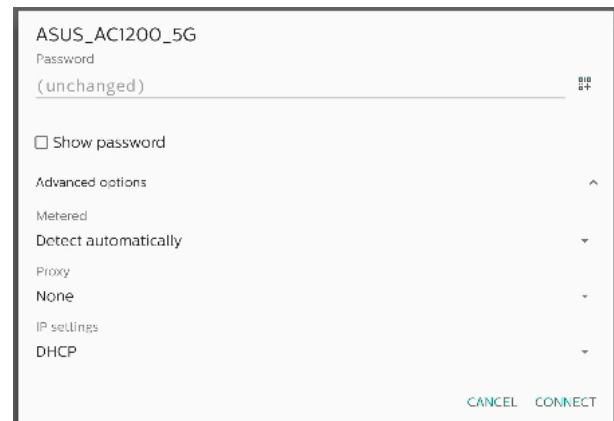 ASUS_AC1200_5G
Password
(unchanged)
Show password
Advanced options
Metered
Detect automatically
Proxy
None
IP settings
DHCP
CANCEL CONNECT